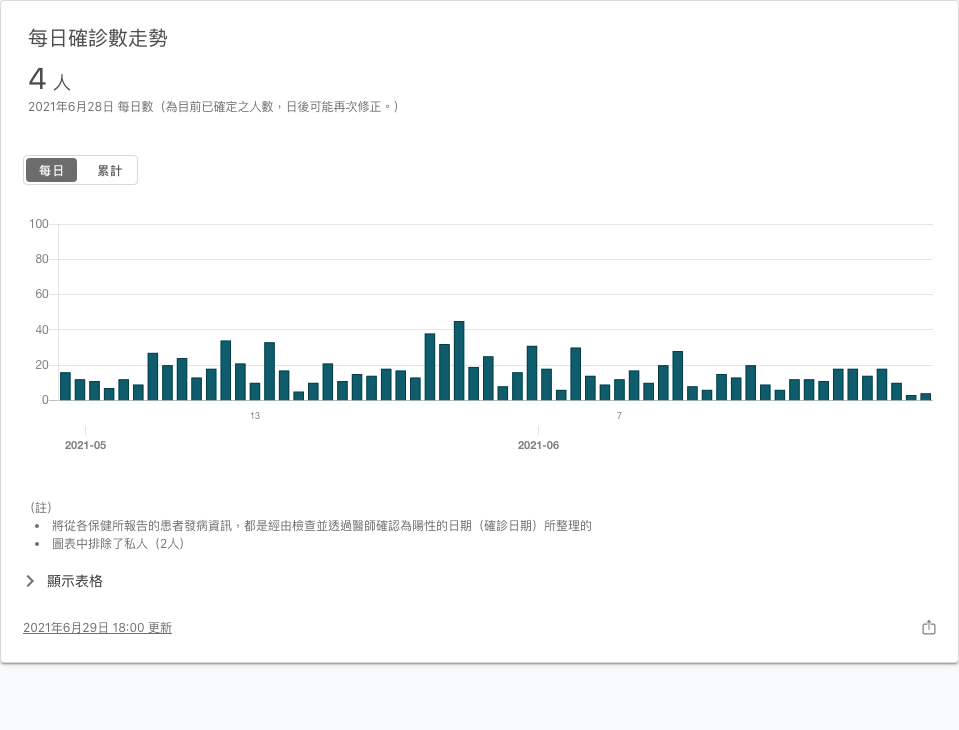 每日確診數走勢
4 人
2021年6月28日 每日數（為目前已確定之人數，日後可能再次修正。）
每日 累計
100
80
60
40
20
0
13 7
2021-05 2021-06
（註）
• 將從各保健所報告的患者發病資訊，都是經由檢查並透過醫師確認為陽性的日期（確診日期）所整理的
• 圖表中排除了私人（2人）
顯示表格
2021年6月29日 18:00 更新